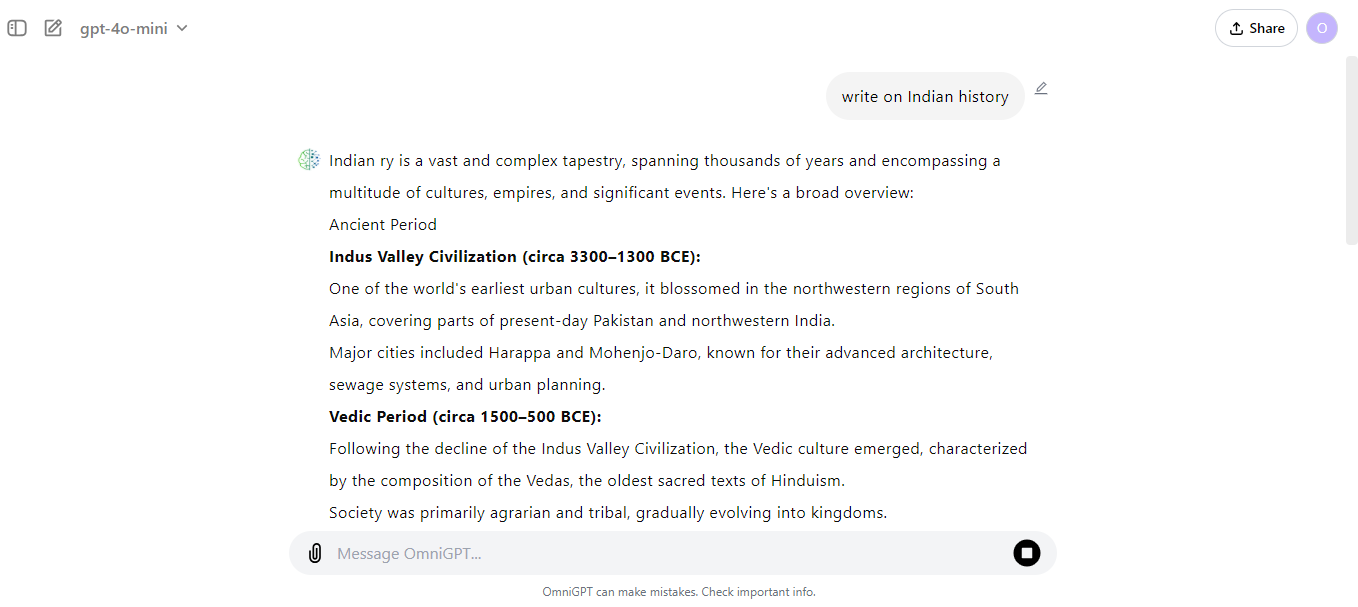 gpt-4o-mini
Share
O
write on Indian history
Indian ry is a vast and complex tapestry, spanning thousands of years and encompassing a
multitude of cultures, empires, and significant events. Here's a broad overview:
Ancient Period
Indus Valley Civilization (circa 3300–1300 BCE):
One of the world's earliest urban cultures, it blossomed in the northwestern regions of South
Asia, covering parts of present-day Pakistan and northwestern India.
Major cities included Harappa and Mohenjo-Daro, known for their advanced architecture,
sewage systems, and urban planning.
Vedic Period (circa 1500–500 BCE):
Following the decline of the Indus Valley Civilization, the Vedic culture emerged, characterized
by the composition of the Vedas, the oldest sacred texts of Hinduism.
Society was primarily agrarian and tribal, gradually evolving into kingdoms.
Message OmniGPT...
OmniGPT can make mistakes. Check important info.